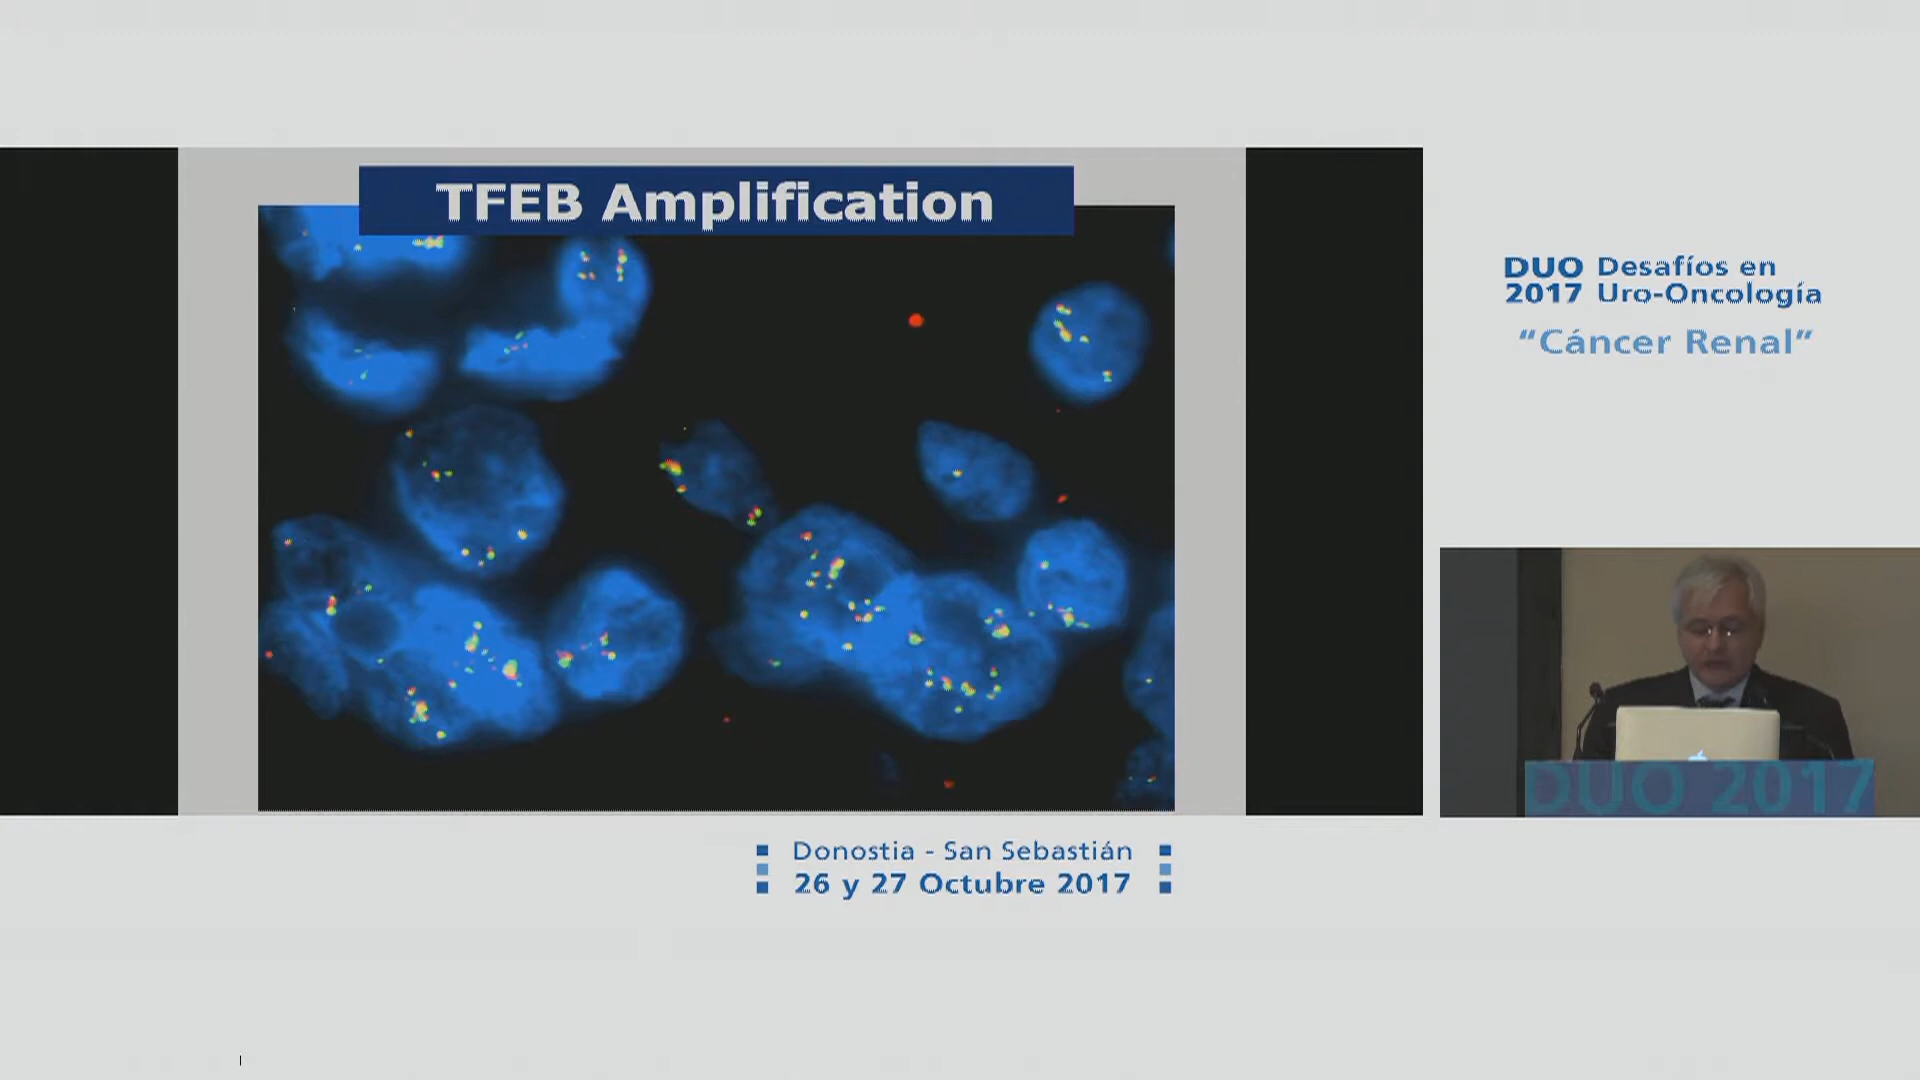 TFEB Amplification
DUO Desafíos en
2017 Uro-Oncología
“Cáncer Renal”
DUO 2017
Donostia - San Sebastián
26 y 27 Octubre 2017